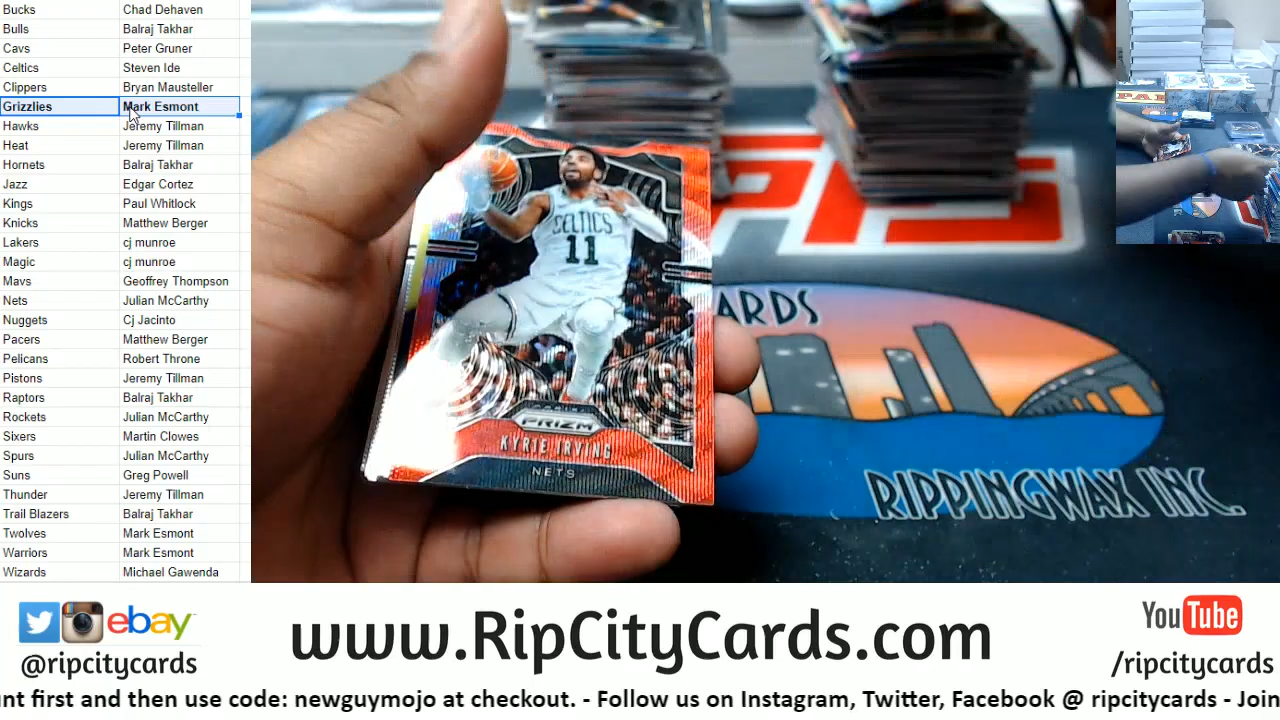 Bucks Chad Dehaven
Bulls Balraj Takhar
Cavs Peter Gruner
Celtics Steven Ide
Clippers Bryan Mausteller
Grizzlies Mark Esmont
Hawks Jeremy Tillman
Heat Jeremy Tillman
Hornets Balraj Takhar
Jazz Edgar Cortez
Kings Paul Whitlock
Knicks Matthew Berger
Lakers cj munroe
Magic cj munroe
Mavs Geoffrey Thompson
Nets Julian McCarthy
Nuggets Cj Jacinto
Pacers Matthew Berger
Pelicans Robert Throne
Pistons Jeremy Tillman
Raptors Balraj Takhar
Rockets Julian McCarthy
Sixers Martin Clowes
Spurs Julian McCarthy
Suns Greg Powell
Thunder Jeremy Tillman
Trail Blazers Balraj Takhar
Twolves Mark Esmont
Warriors Mark Esmont
Wizards Michael Gawenda
CELTICS
11
PANINI
PRIZM
KYRIE IRVING
NETS
ARDS
RIPPINGWAX INC.
ebay
@ripcitycards
www.RipCityCards.com
YouTube
/ripcitycards
nt first and then use code: newguymojo at checkout. - Follow us on Instagram, Twitter, Facebook @ ripcitycards - Join